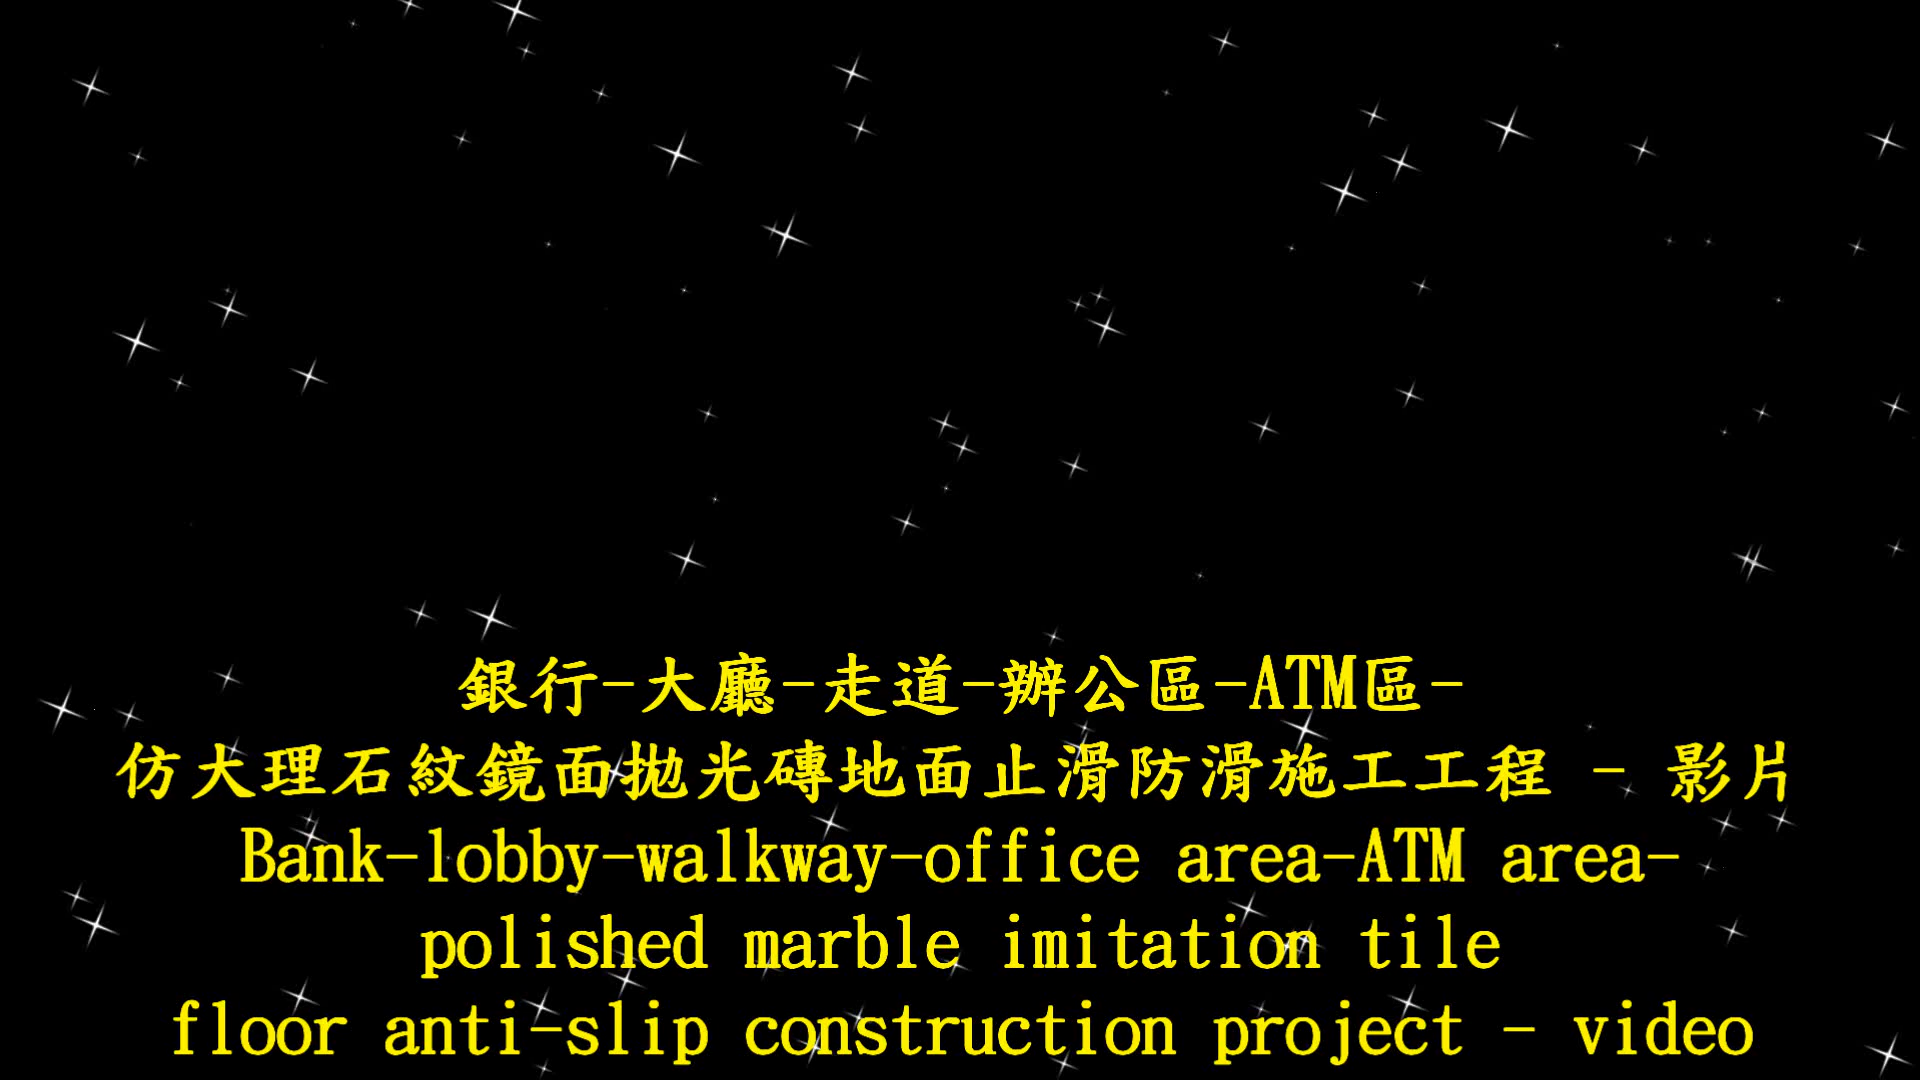 銀行-大廳-走道-辦公區-ATM區-
仿大理石紋鏡面拋光磚地面止滑防滑施工工程 - 影片
Bank-lobby-walkway-office area-ATM area-
polished marble imitation tile
floor anti-slip construction project - video